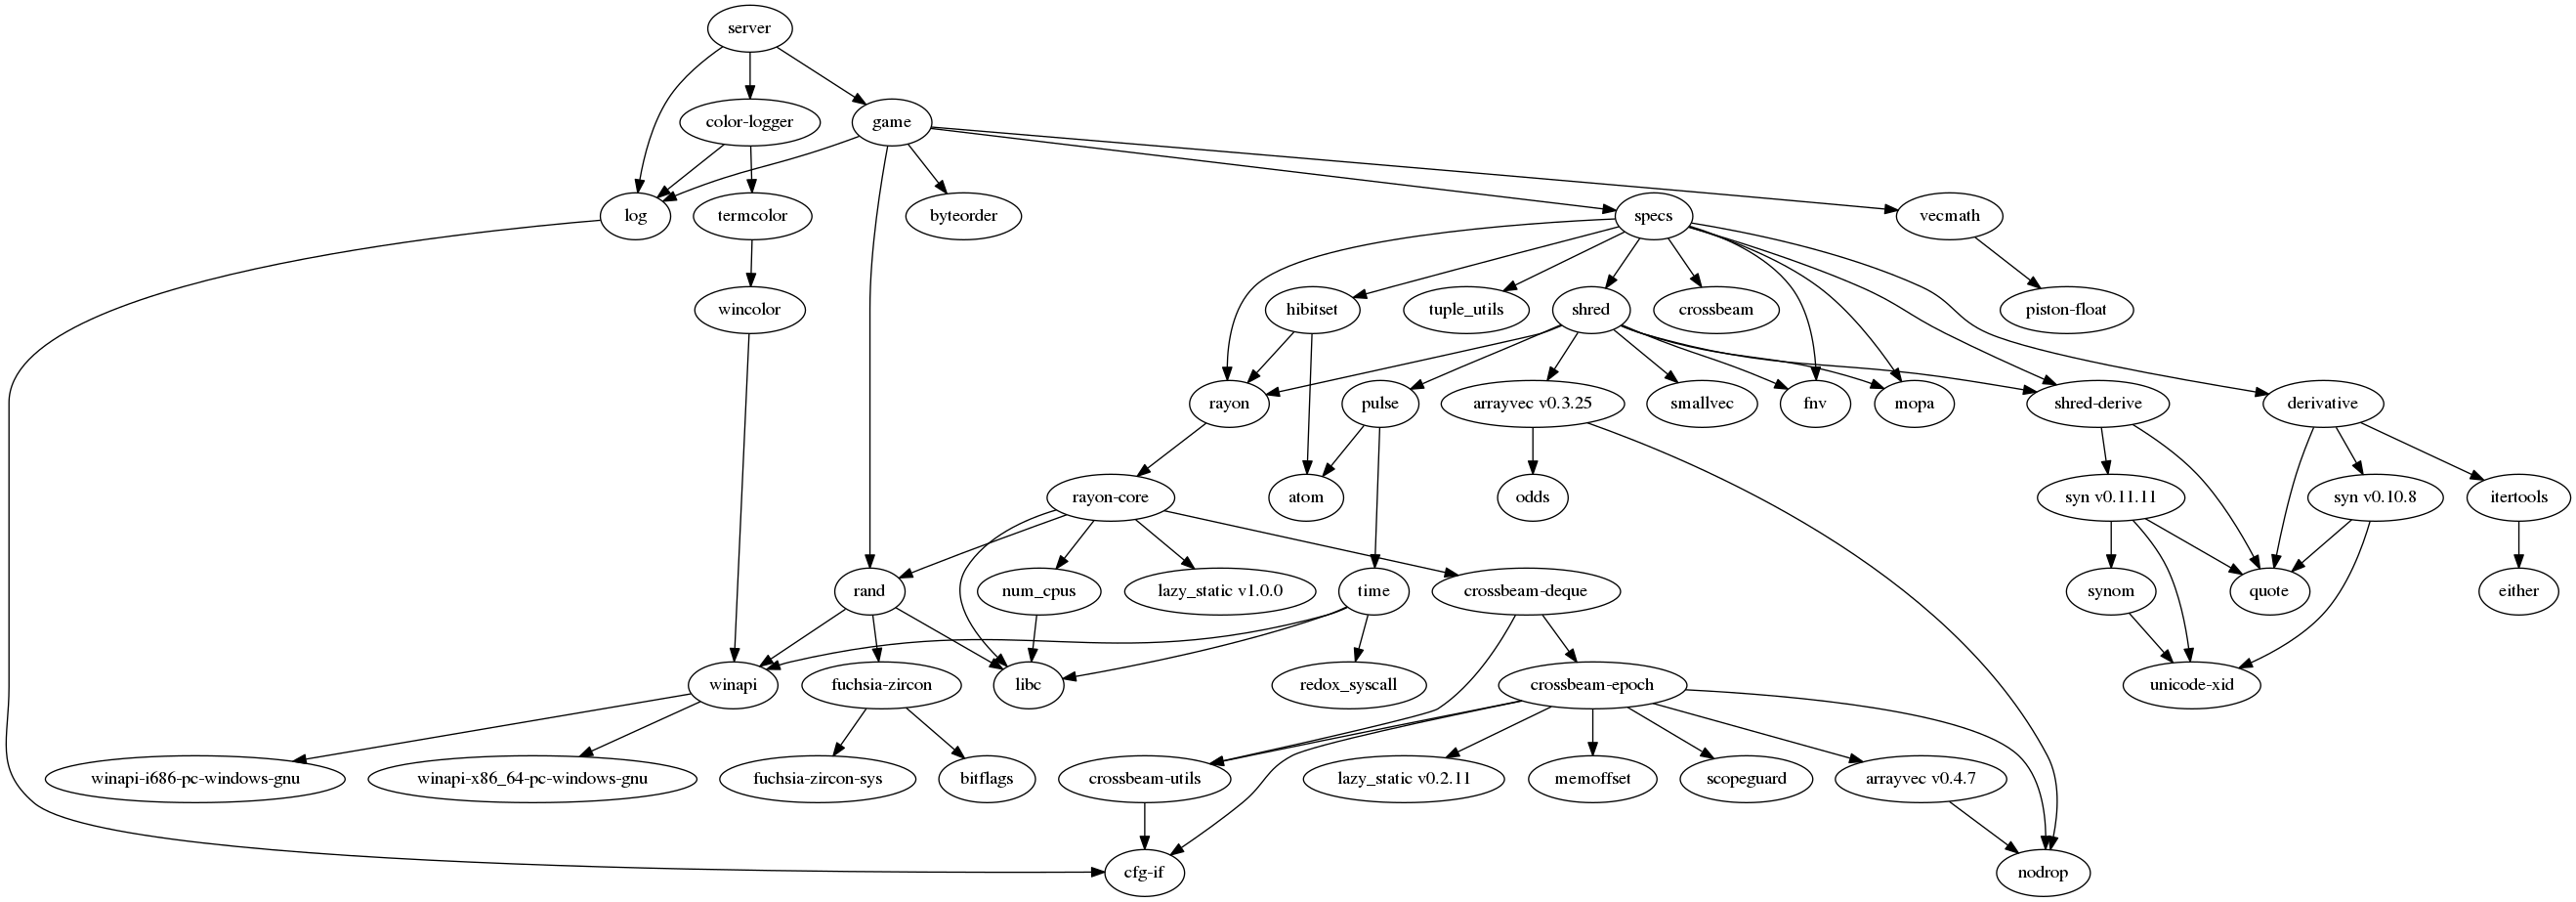 server
color-logger
game
log
termcolor
byteorder
specs
vecmath
wincolor
hibitset
tuple_utils
shred
crossbeam
piston-float
rayon
pulse
arrayvec v0.3.25
smallvec
fnv
mopa
shred-derive
derivative
rayon-core
atom
odds
syn v0.11.11
syn v0.10.8
itertools
rand
num_cpus
lazy_static v1.0.0
time
crossbeam-deque
synom
quote
either
winapi
fuchsia-zircon
libc
redox_syscall
crossbeam-epoch
unicode-xid
winapi-i686-pc-windows-gnu
winapi-x86_64-pc-windows-gnu
fuchsia-zircon-sys
bitflags
crossbeam-utils
lazy_static v0.2.11
memoffset
scopeguard
arrayvec v0.4.7
cfg-if
nodrop